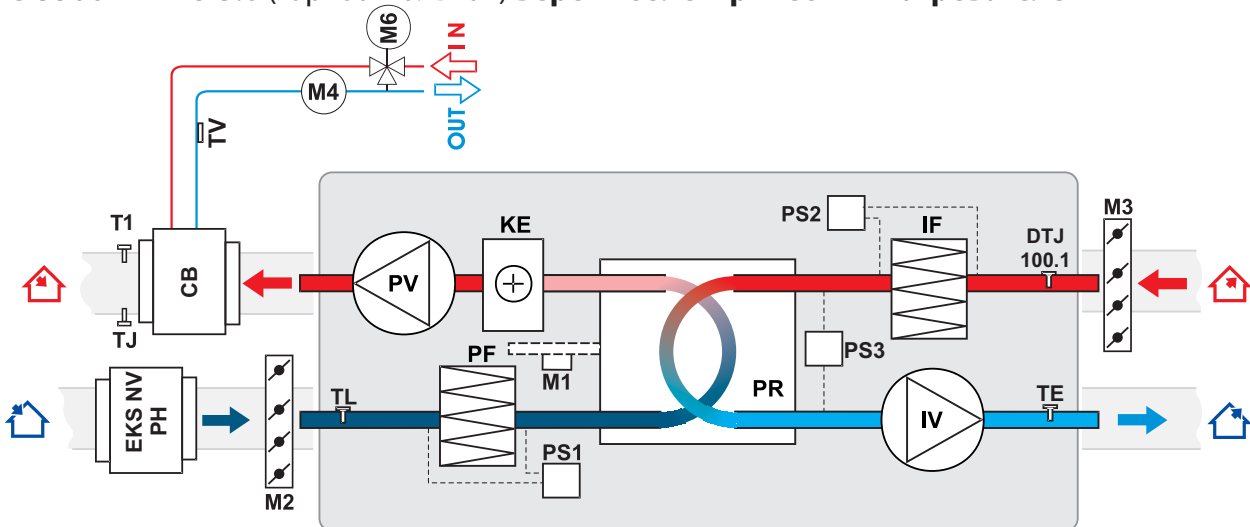 M6
IN
M4
OUT
TV
T1
CB
TJ
PV
KE
PS2
IF
DTJ
100.1
M3
PS3
PF
M1
PR
EKS NV
PH
M2
TL
PS1
IV
TE